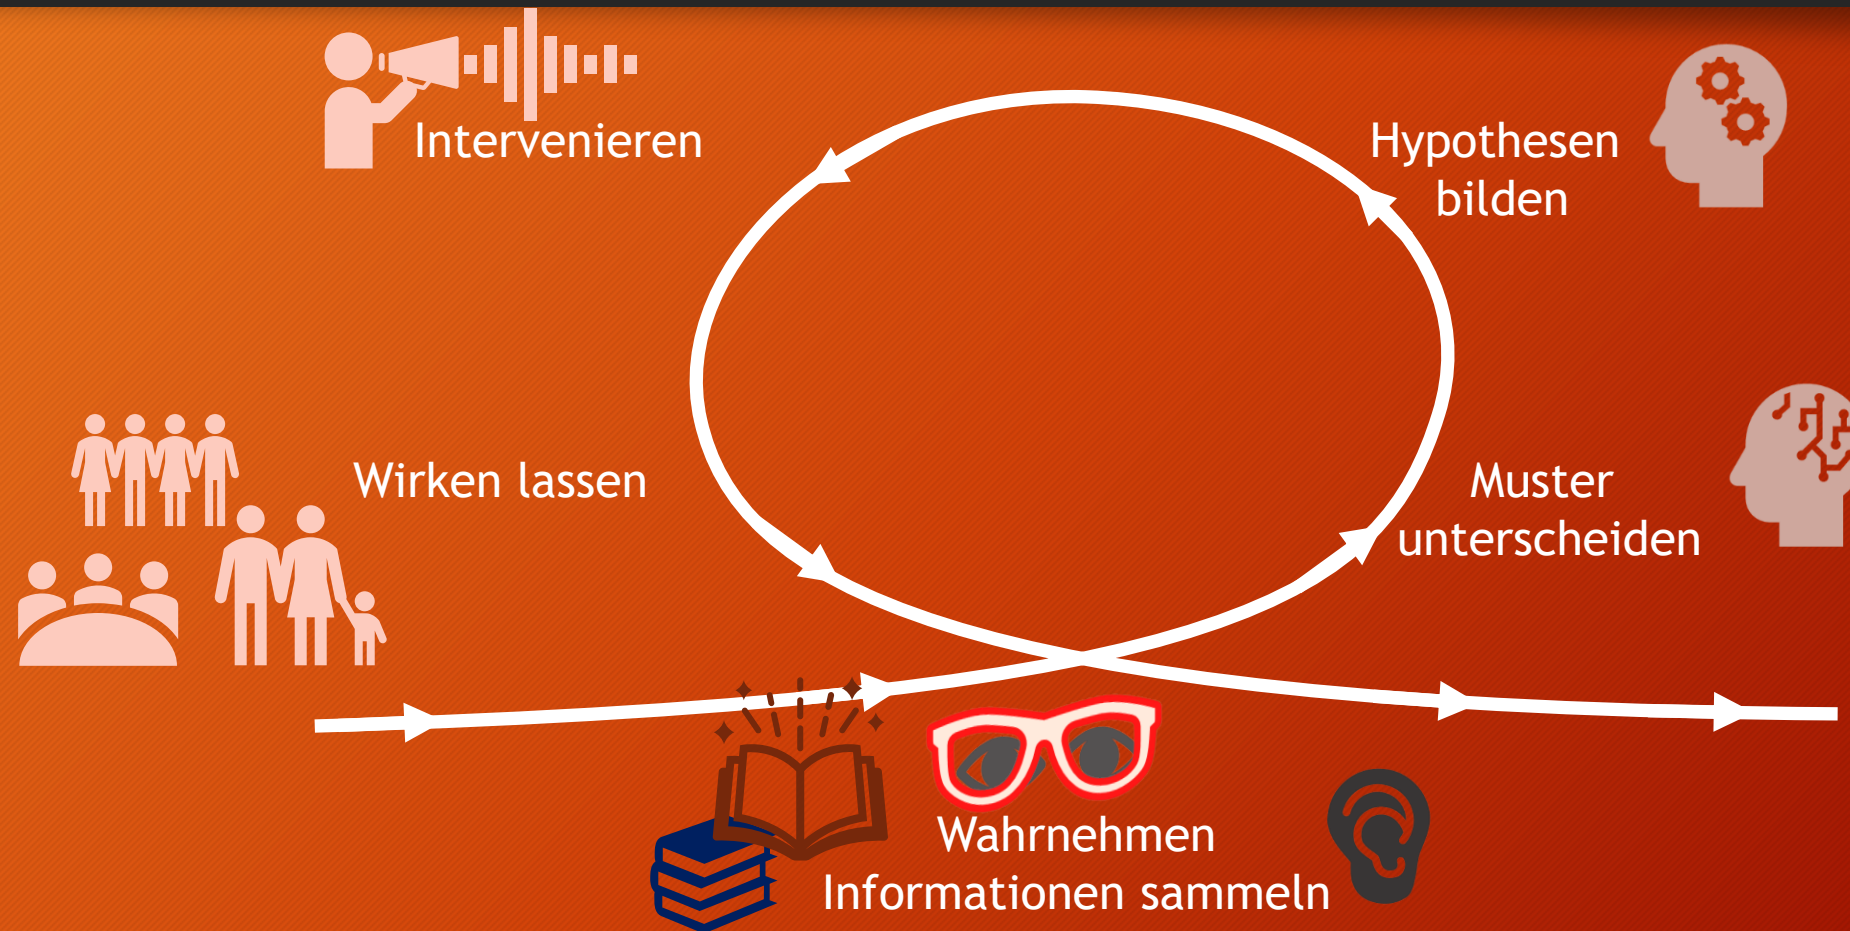 Intervenieren
Hypothesen
bilden
Wirken lassen
Muster
unterscheiden
Wahrnehmen
Informationen sammeln